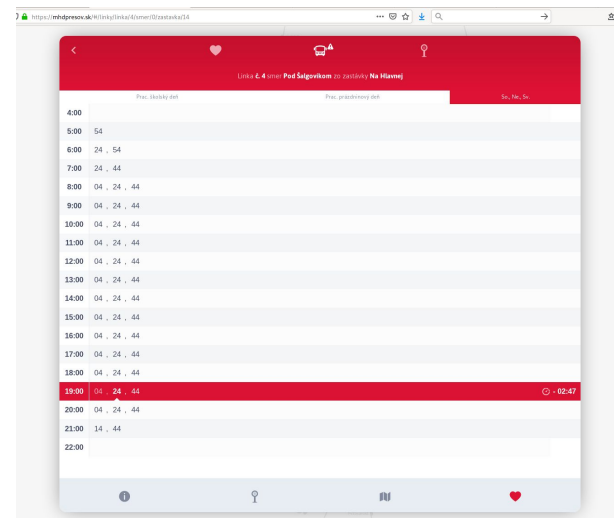 https://mhdpresov.sk/#/linky/linka/4/smer/0/zastavka/14
Linka č. 4 smer Pod Šalgovíkom zo zastávky Na Hlavnej
Prac. školský deň Prac. prázdninový deň So., Ne., Sv.
4:00
5:00 54
6:00 24 , 54
7:00 24 , 44
8:00 04 , 24 , 44
9:00 04 , 24 , 44
10:00 04 , 24 , 44
11:00 04 , 24 , 44
12:00 04 , 24 , 44
13:00 04 , 24 , 44
14:00 04 , 24 , 44
15:00 04 , 24 , 44
16:00 04 , 24 , 44
17:00 04 , 24 , 44
18:00 04 , 24 , 44
19:00 04 , 24 , 44 - 02:47
20:00 04 , 24 , 44
21:00 14 , 44
22:00